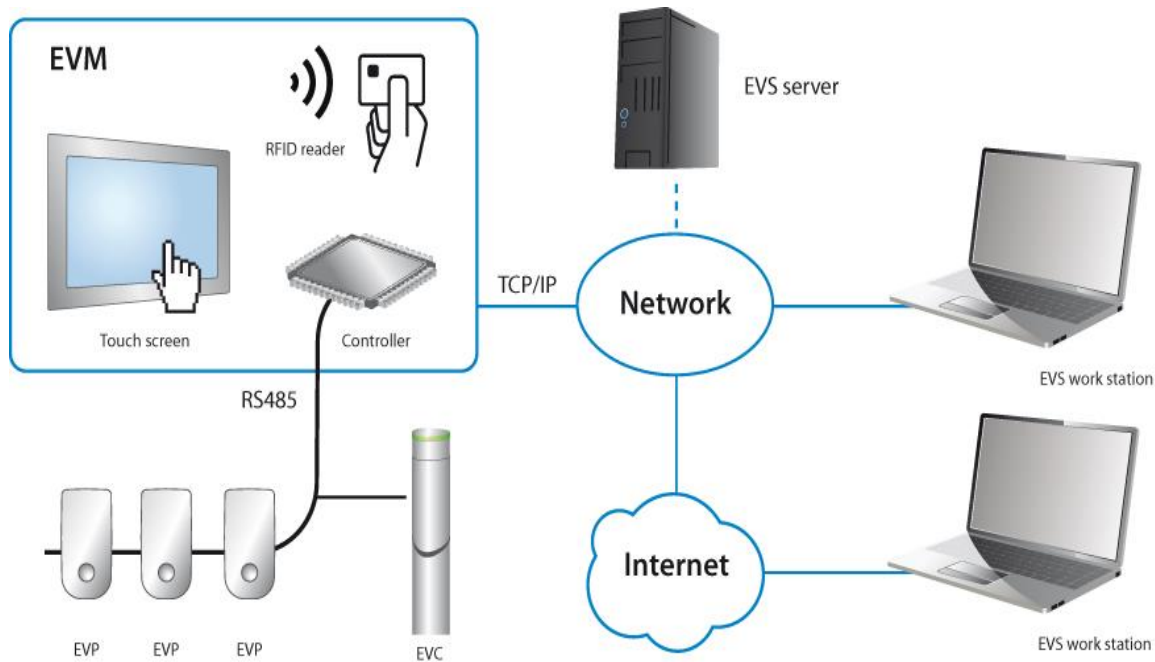 EVM
RFID reader
Touch screen
Controller
EVS server
TCP/IP
Network
EVS work station
RS485
EVP
EVP
EVP
EVC
Internet
EVS work station